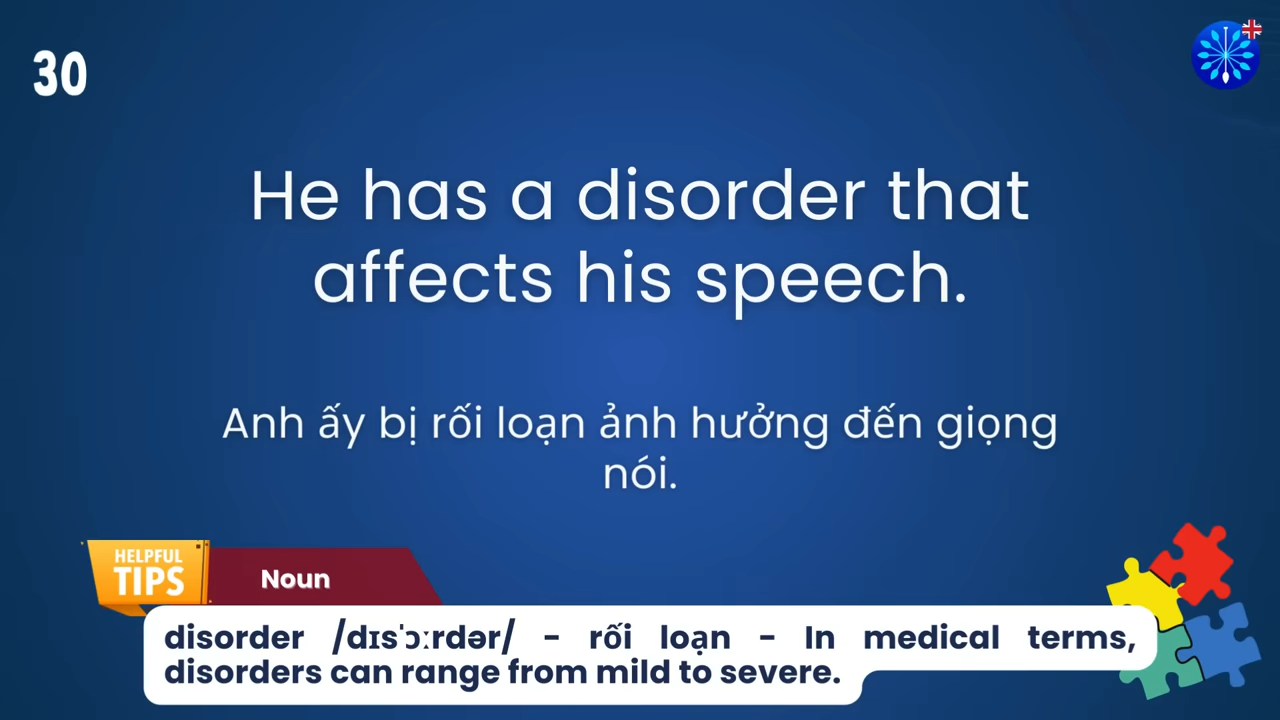 30
He has a disorder that
affects his speech.
Anh ấy bị rối loạn ảnh hưởng đến giọng
nói.
HELPFUL
TIPS
Noun
disorder /dɪsˈɔːrdər/ - rối loạn - In medical terms,
disorders can range from mild to severe.